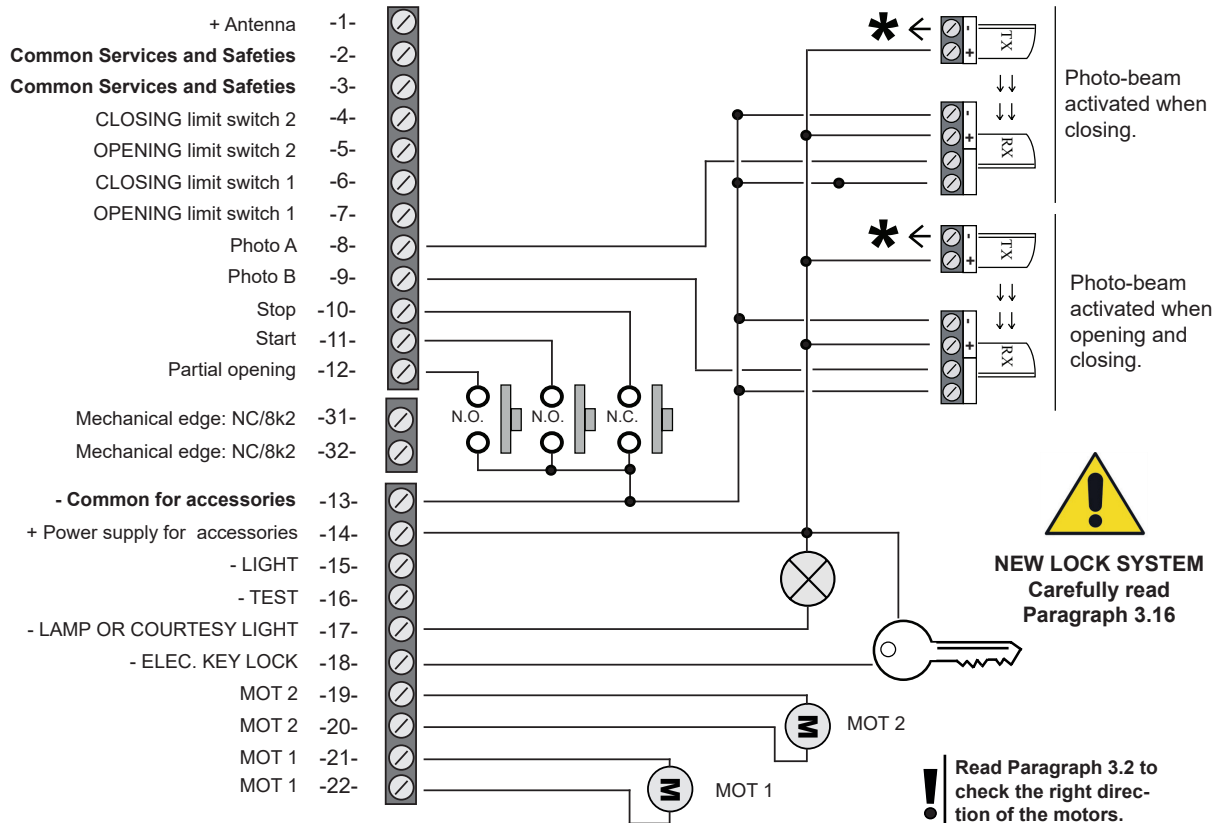 + Antenna -1-
Common Services and Safeties -2-
Common Services and Safeties -3-
CLOSING limit switch 2 -4-
OPENING limit switch 2 -5-
CLOSING limit switch 1 -6-
OPENING limit switch 1 -7-
Photo A -8-
Photo B -9-
Stop -10-
Start -11-
Partial opening -12-
Mechanical edge: NC/8k2 -31-
Mechanical edge: NC/8k2 -32-
- Common for accessories -13-
+ Power supply for accessories -14-
- LIGHT -15-
- TEST -16-
- LAMP OR COURTESY LIGHT -17-
- ELEC. KEY LOCK -18-
MOT 2 -19-
MOT 2 -20-
MOT 1 -21-
MOT 1 -22-
N.O. N.O. N.C.
* - + TX
- + RX
Photo-beam
activated when
closing.
* - + TX
- + RX
Photo-beam
activated when
opening and
closing.
!
NEW LOCK SYSTEM
Carefully read
Paragraph 3.16
M MOT 2
M MOT 1
! Read Paragraph 3.2 to
check the right direc-
tion of the motors.